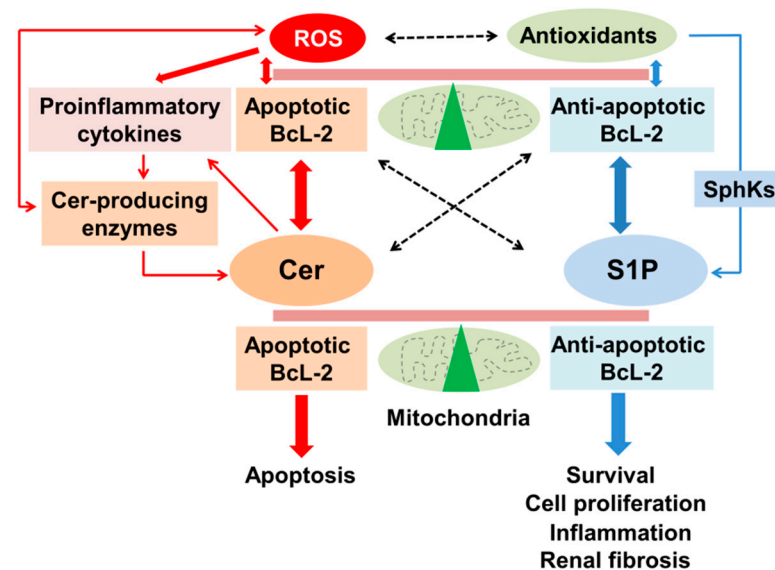 ROS
Antioxidants
Proinflammatory
cytokines
Apoptotic
BcL-2
Anti-apoptotic
BcL-2
SphKs
Cer-producing
enzymes
Cer
S1P
Apoptotic
BcL-2
Anti-apoptotic
BcL-2
Mitochondria
Apoptosis
Survival
Cell proliferation
Inflammation
Renal fibrosis